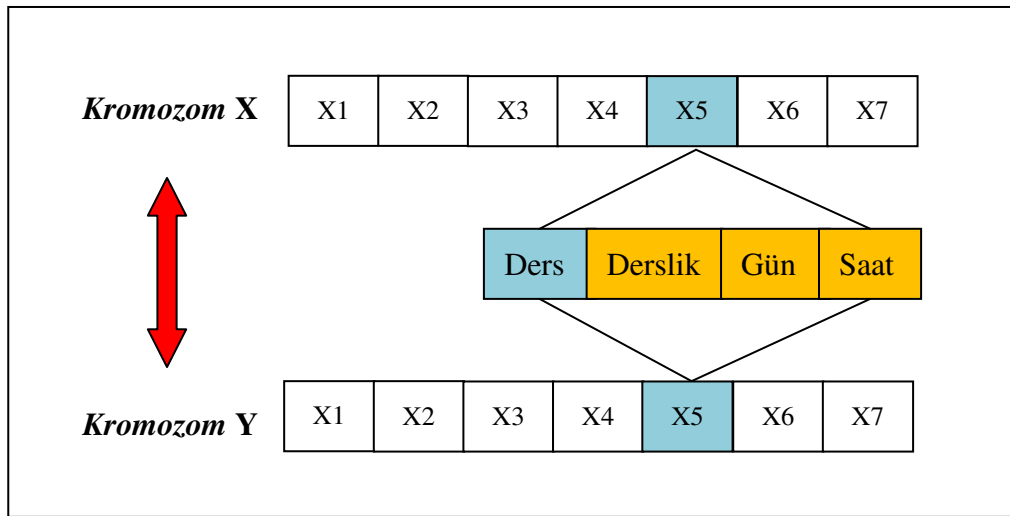 Kromozom X X1 X2 X3 X4 X5 X6 X7
Ders Derslik Gün Saat
Kromozom Y X1 X2 X3 X4 X5 X6 X7